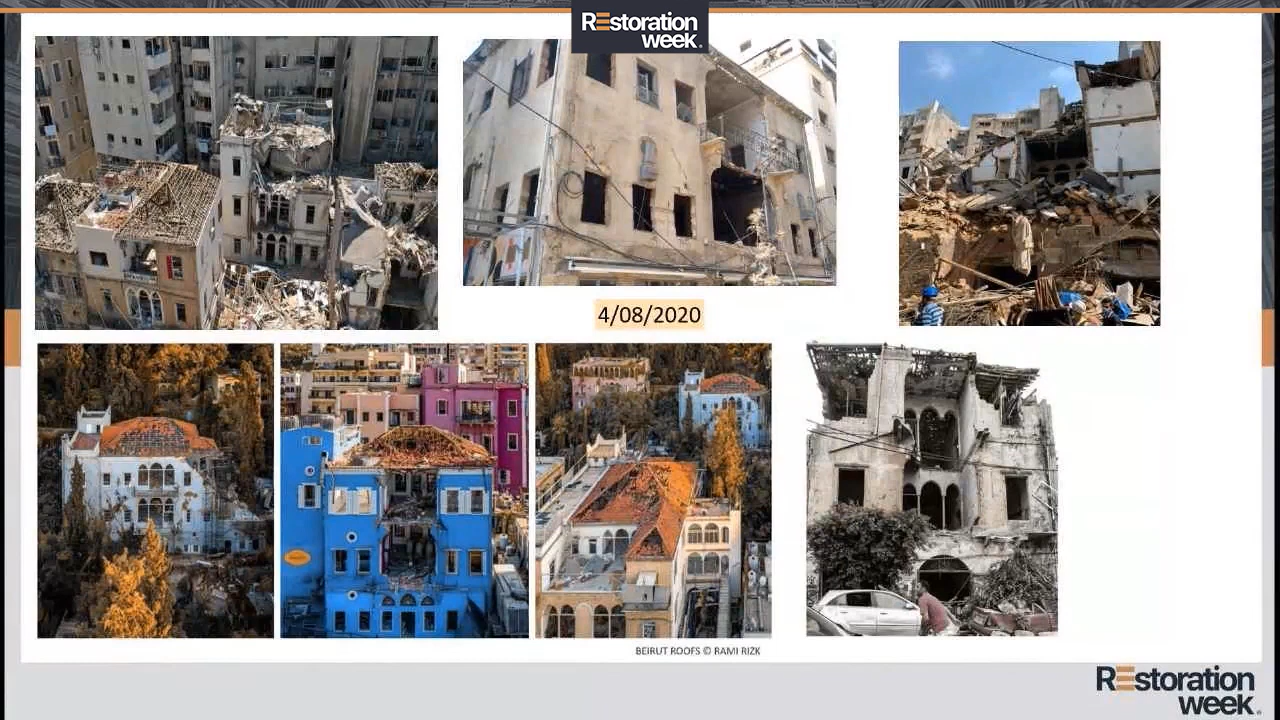 REstoration
week.
4/08/2020
BEIRUT ROOFS © RAMI RIZK
REstoration
week.